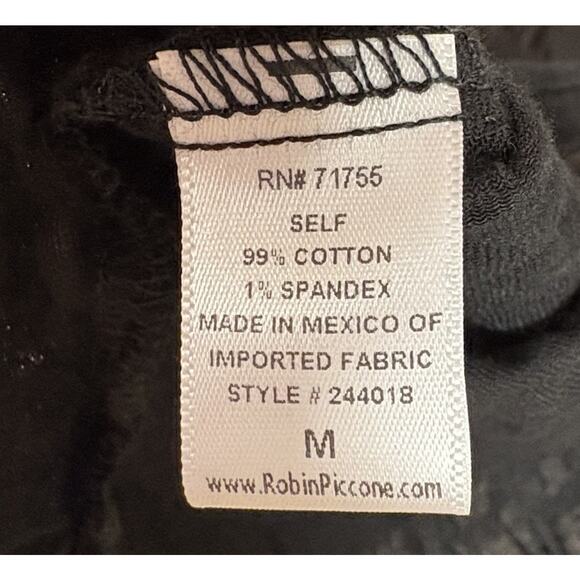 RN# 71755
SELF
99% COTTON
1% SPANDEX
MADE IN MEXICO OF
IMPORTED FABRIC
STYLE # 244018
M
www.RobinPiccone.com